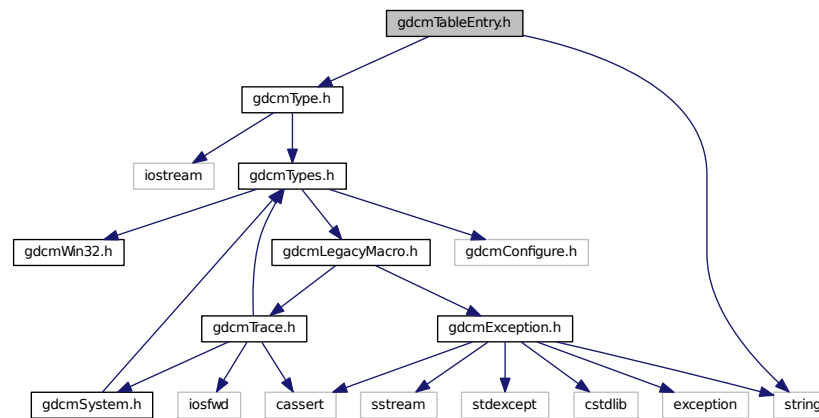 gdcmTableEntry.h
gdcmType.h
iostream
gdcmTypes.h
gdcmWin32.h
gdcmLegacyMacro.h
gdcmConfigure.h
gdcmTrace.h
gdcmException.h
gdcmSystem.h
iosfwd
cassert
sstream
stdexcept
cstdlib
exception
string